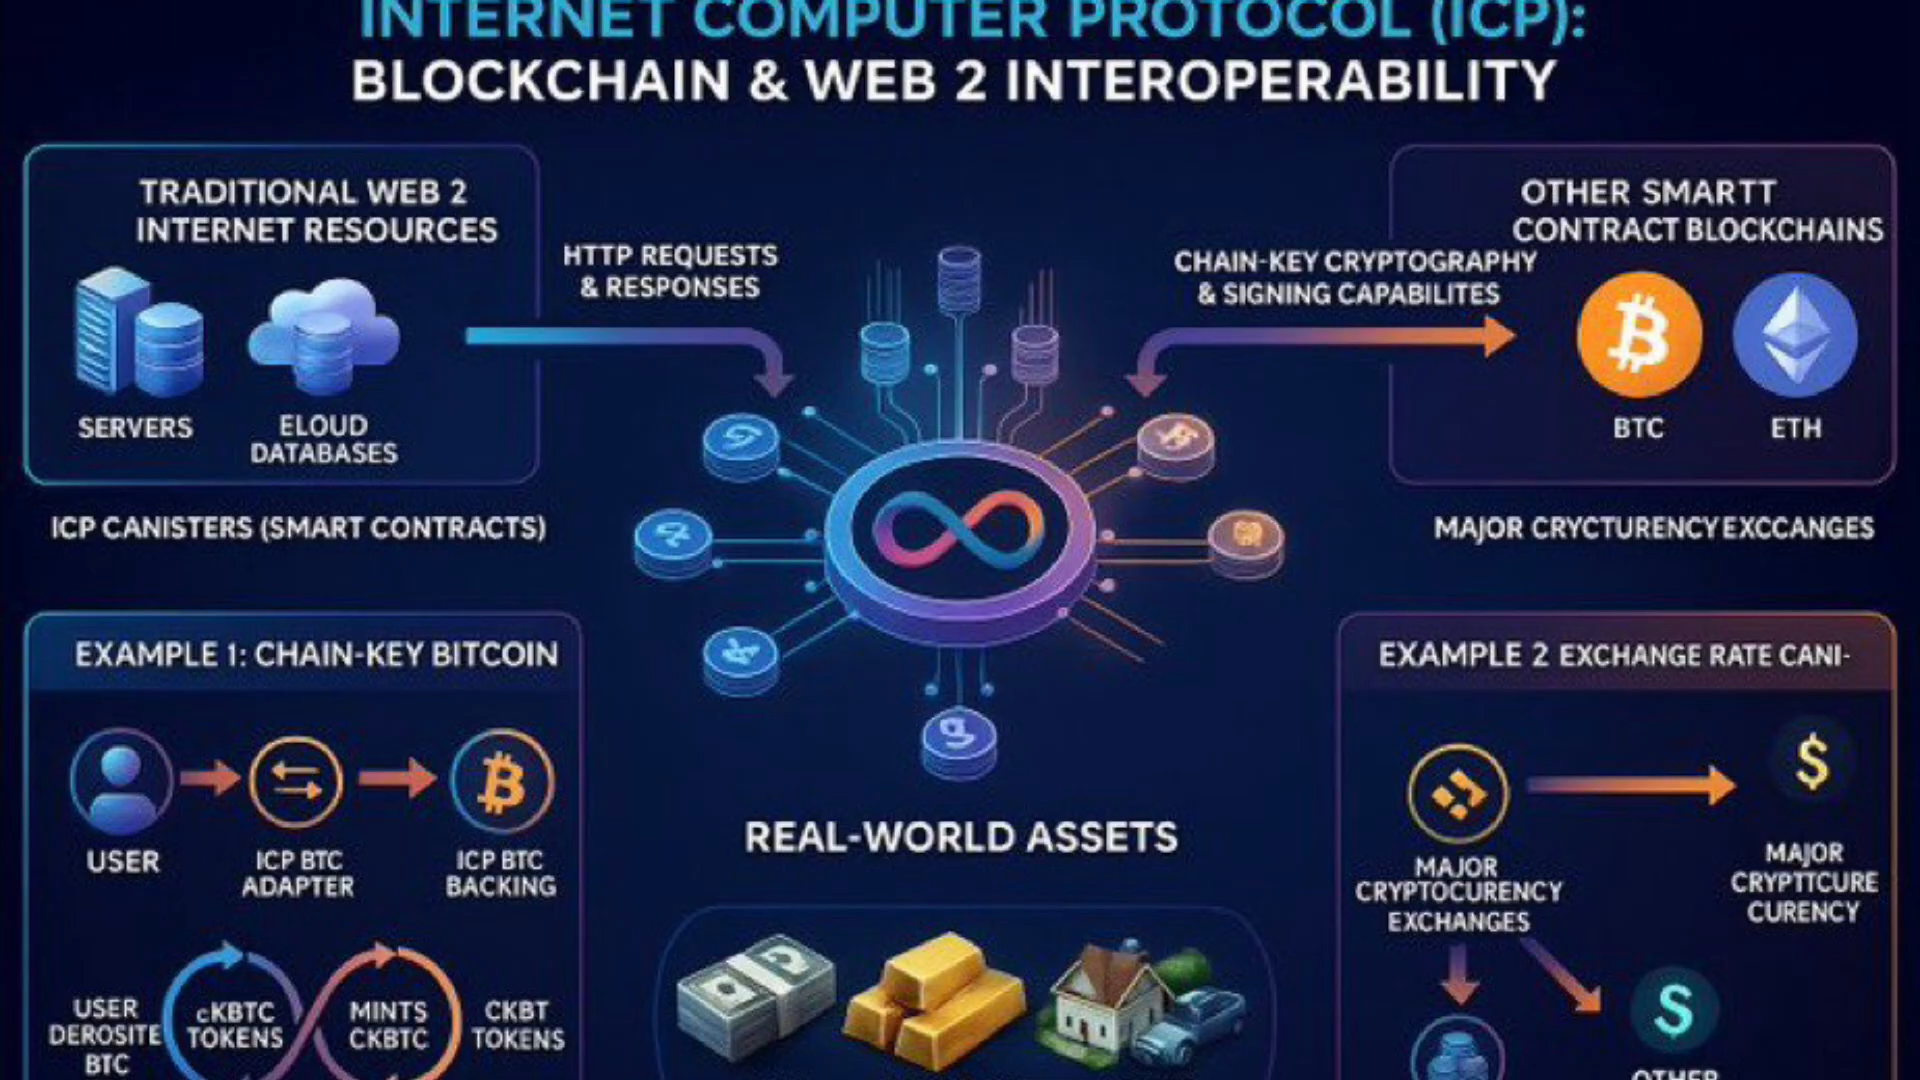 INTERNET COMPUTER PROTOCOL (ICP):
BLOCKCHAIN & WEB 2 INTEROPERABILITY
TRADITIONAL WEB 2
INTERNET RESOURCES
SERVERS
ELOUD
DATABASES
HTTP REQUESTS
& RESPONSES
CHAIN-KEY CRYPTOGRAPHY
& SIGNING CAPABILITES
OTHER SMARTT
CONTRACT BLOCKCHAINS
BTC
ETH
ICP CANISTERS (SMART CONTRACTS)
MAJOR CRYCTURENCY EXCCANGES
EXAMPLE 1: CHAIN-KEY BITCOIN
USER
ICP BTC
ADAPTER
ICP BTC
BACKING
USER
DEROSITE
BTC
cKBTC
TOKENS
MINTS
CKBTC
CKBT
TOKENS
REAL-WORLD ASSETS
EXAMPLE 2 EXCHANGE RATE CANI-
MAJOR
CRYPTOCURENCY
EXCHANGES
MAJOR
CRYPTTCURE
CURENCY
OTHER